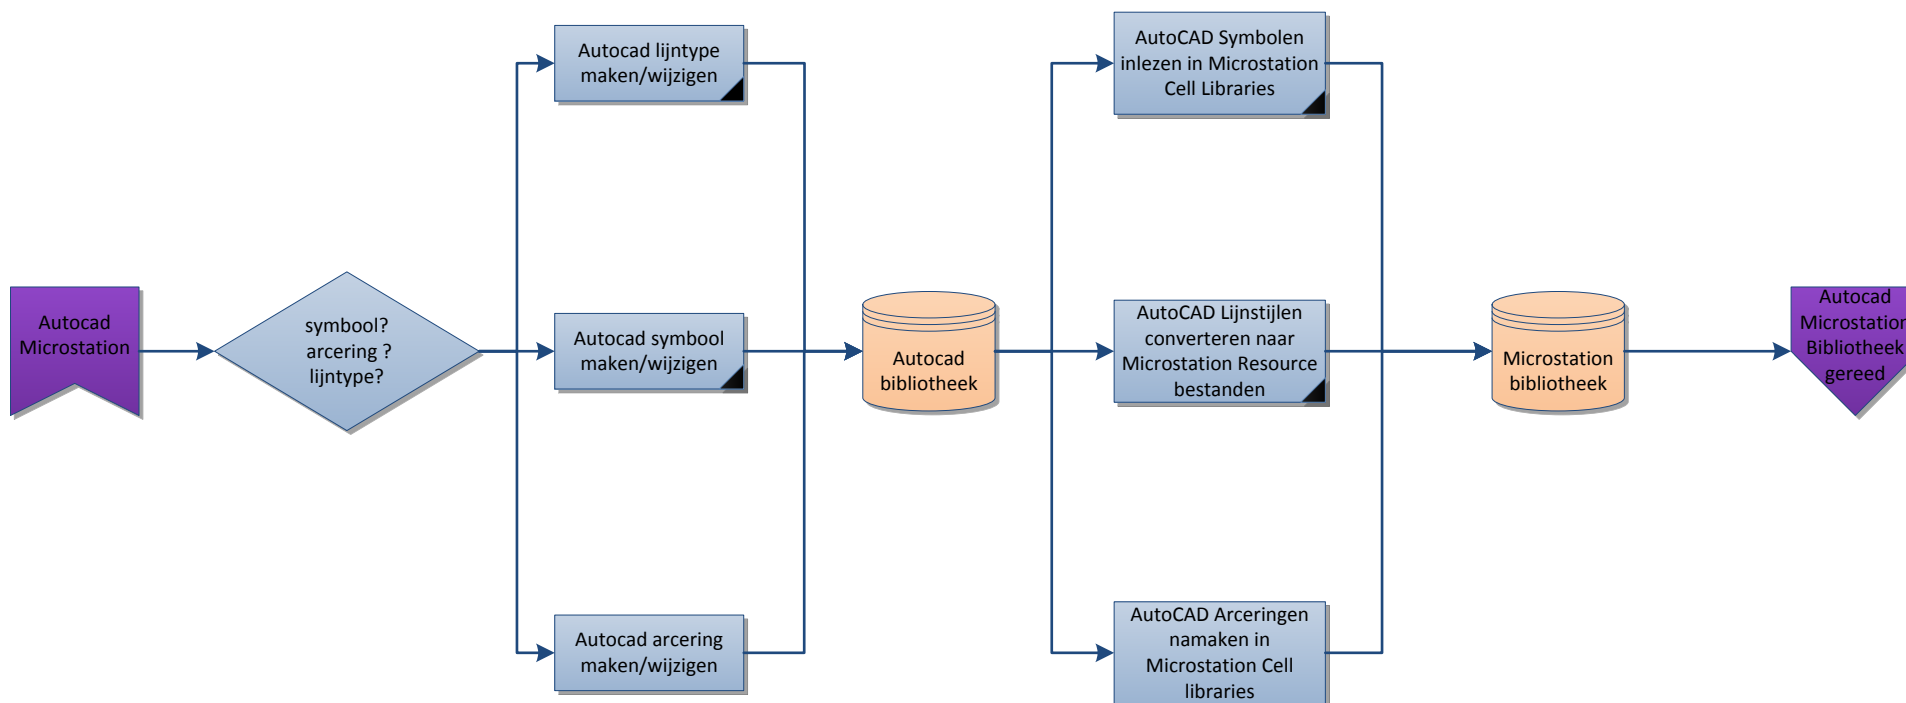 Autocad
Microstation
symbool?
arcering ?
lijntype?
Autocad lijntype
maken/wijzigen
Autocad symbool
maken/wijzigen
Autocad arcering
maken/wijzigen
Autocad
bibliotheek
AutoCAD Symbolen
inlezen in Microstation
Cell Libraries
AutoCAD Lijnstijlen
converteren naar
Microstation Resource
bestanden
AutoCAD Arceringen
namaken in
Microstation Cell
libraries
Microstation
bibliotheek
Autocad
Microstation
Bibliotheek
gereed